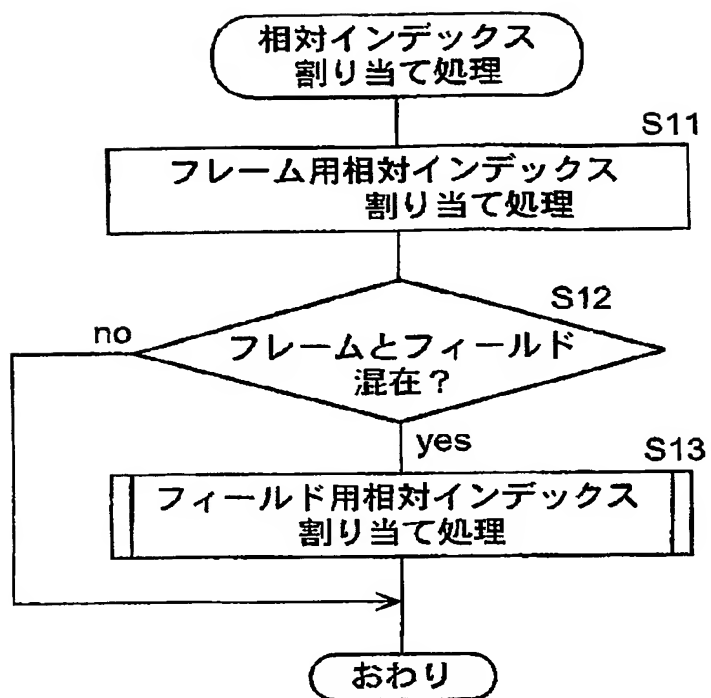 相対インデックス
割り当て処理
S11
フレーム用相対インデックス
割り当て処理
S12
no
フレームとフィールド
混在？
yes
S13
フィールド用相対インデックス
割り当て処理
おわり